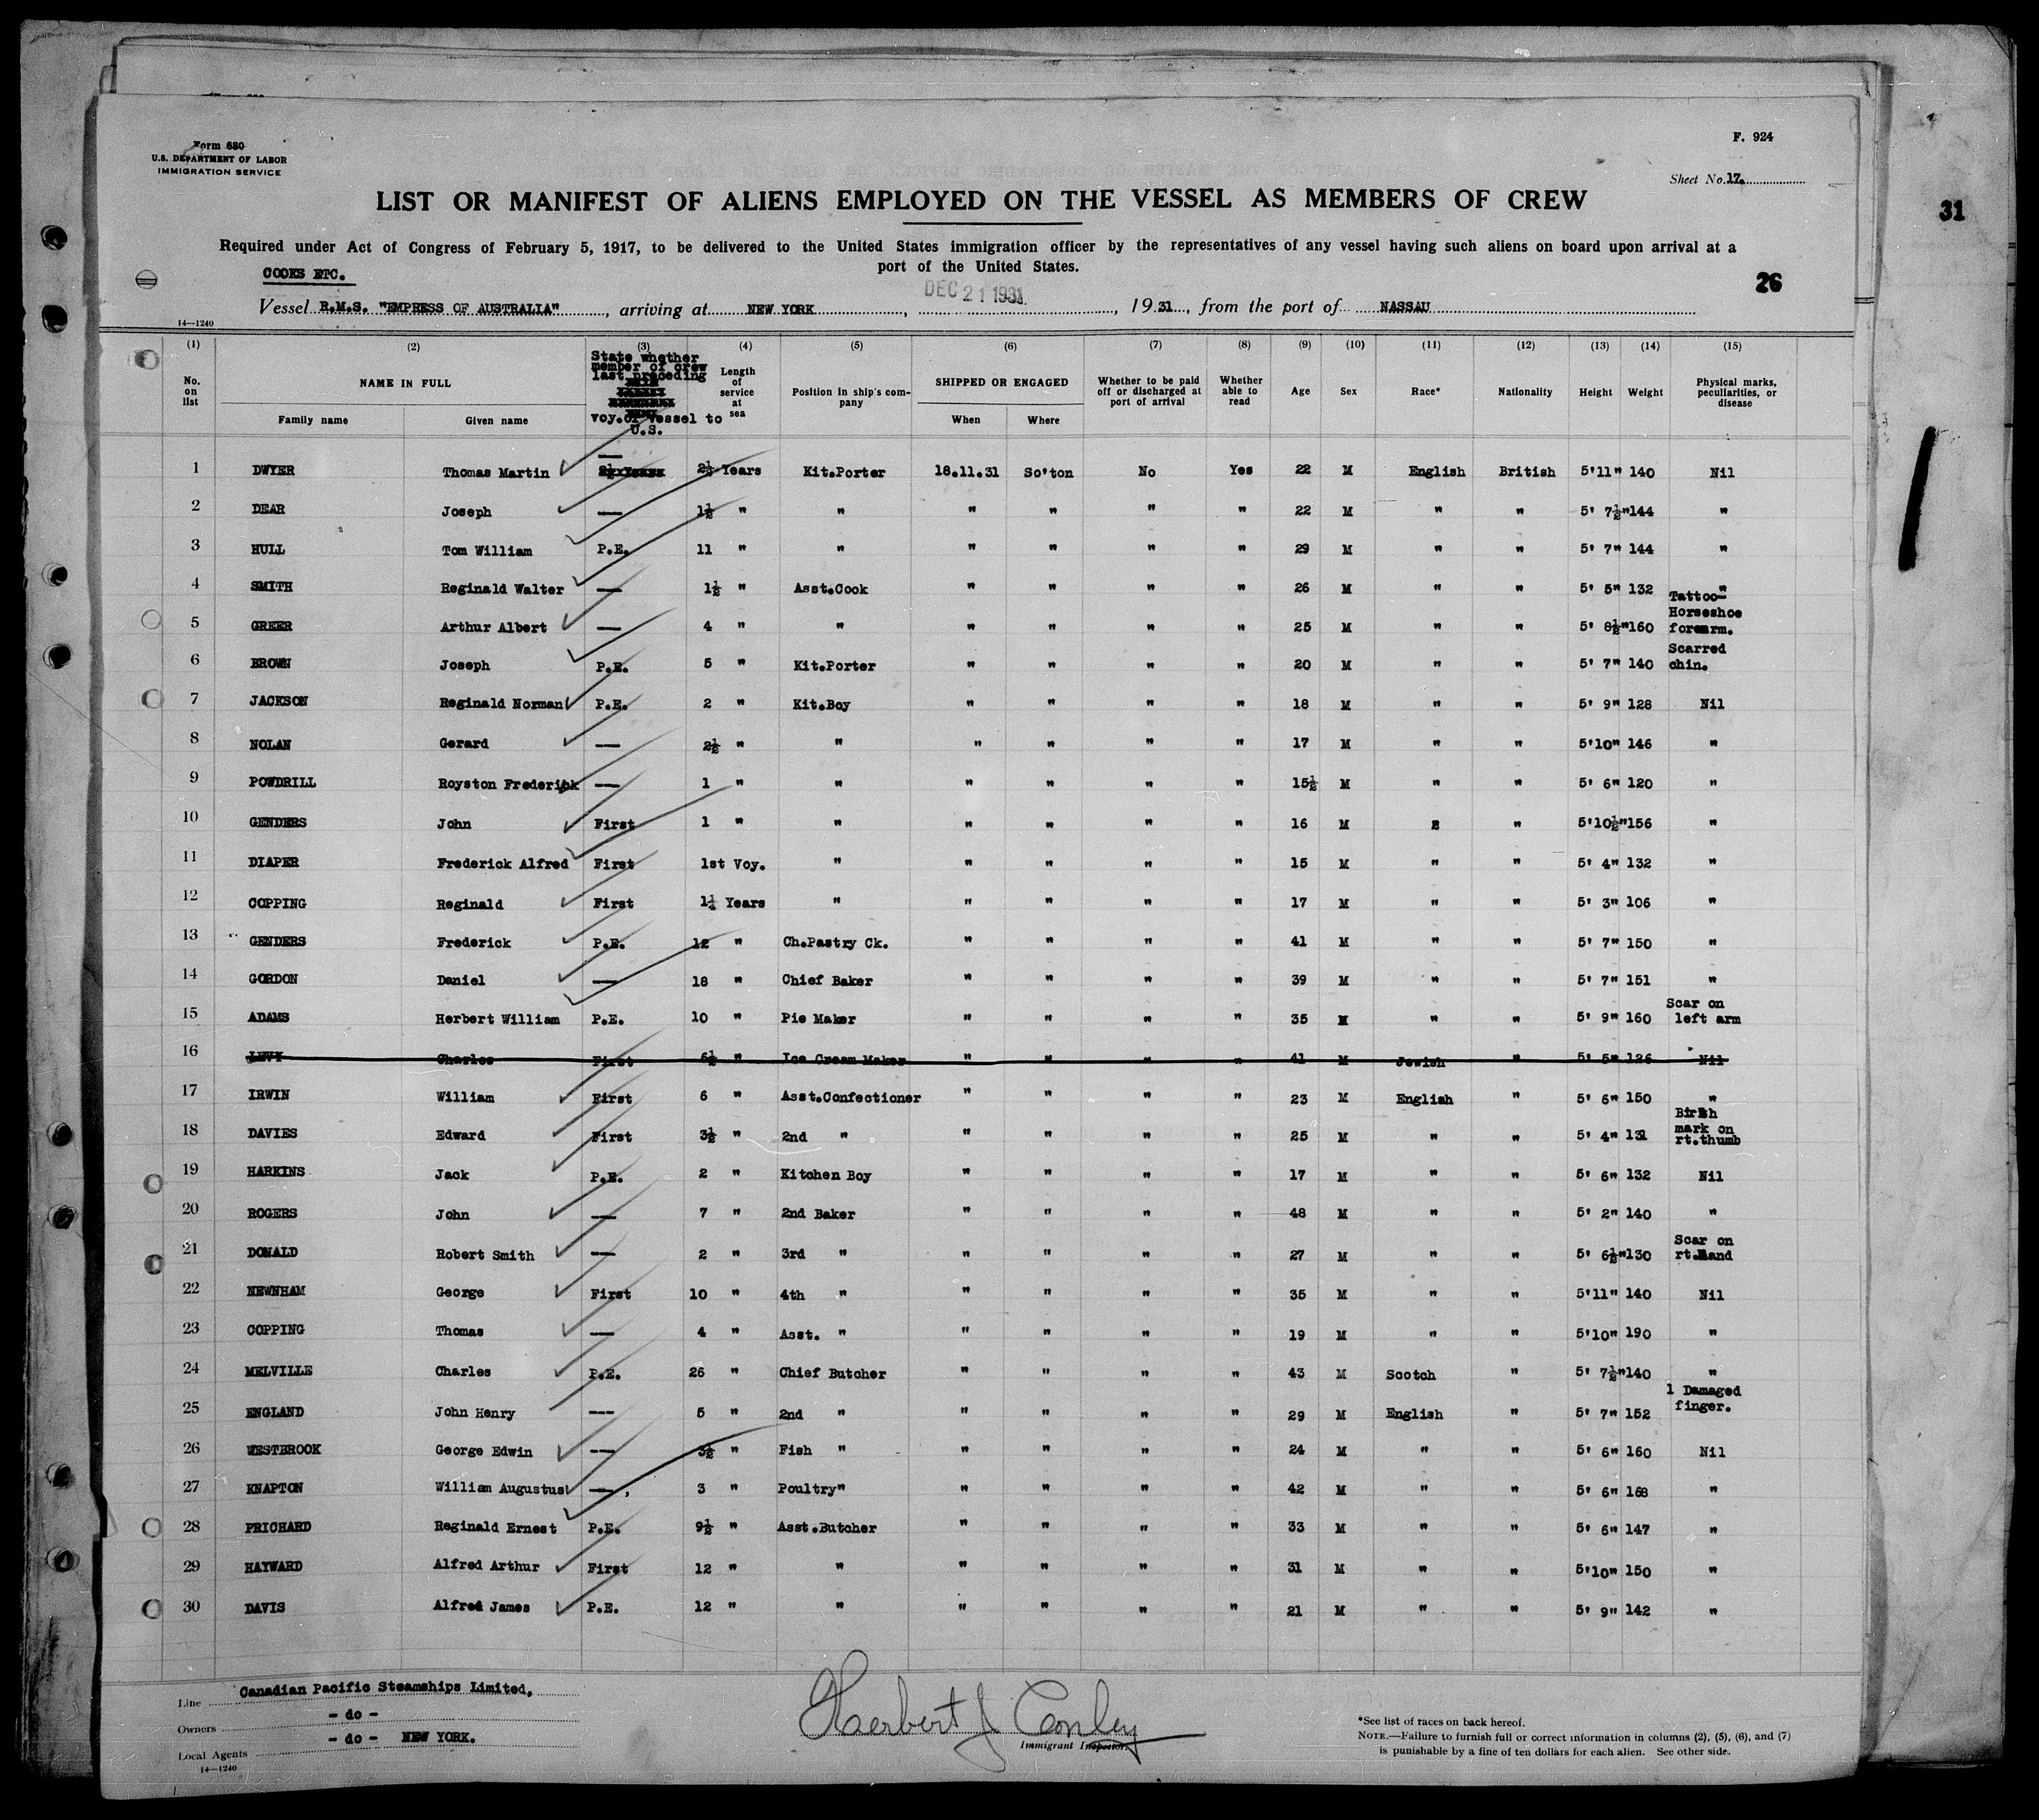 Form 680
U.S. DEPARTMENT OF LABOR
IMMIGRATION SERVICE
F. 924
Sheet No. 17.
31
LIST OR MANIFEST OF ALIENS EMPLOYED ON THE VESSEL AS MEMBERS OF CREW
Required under Act of Congress of February 5, 1917, to be delivered to the United States immigration officer by the representatives of any vessel having such aliens on board upon arrival at a
port of the United States.
COOKS ETC.
26
DEC 21 1931
Vessel R.M.S. "EMPRESS OF AUSTRALIA", arriving at NEW YORK, 1931, from the port of NASSAU
14—1240
(1) (2) (3) (4) (5) (6) (7) (8) (9) (10) (11) (12) (13) (14) (15)
No. on list NAME IN FULL State whether member of crew last preceding voy. of vessel to U.S. Length of service at sea Position in ship's company SHIPPED OR ENGAGED Whether to be paid off or discharged at port of arrival Whether able to read Age Sex Race* Nationality Height Weight Physical marks, peculiarities, or disease
Family name Given name When Where
1 DWYER Thomas Martin — 2½ Years Kit.Porter 18.11.31 So'ton No Yes 22 M English British 5'11" 140 Nil
2 DEAR Joseph — 1½ " " " " " " 22 M " " 5' 7½" 144 "
3 HULL Tom William P.E. 11 " " " " " " 29 M " " 5' 7" 144 "
4 SMITH Reginald Walter — 1½ " Asst.Cook " " " " 26 M " " 5' 5" 132 "
5 GREER Arthur Albert — 4 " " " " " " 25 M " " 5' 8½" 160 Tattoo- Horseshoe forearm.
6 BROWN Joseph P.E. 5 " Kit.Porter " " " " 20 M " " 5' 7" 140 Scarred chin.
7 JACKSON Reginald Norman P.E. 2 " Kit.Boy " " " " 18 M " " 5' 9" 128 Nil
8 NOLAN Gerard — 2½ " " " " " " 17 M " " 5'10" 146 "
9 POWDRILL Royston Frederick — 1 " " " " " " 15½ M " " 5' 6" 120 "
10 GENDERS John First 1 " " " " " " 16 M " " 5'10½" 156 "
11 DIAPER Frederick Alfred First 1st Voy. " " " " " 15 M " " 5' 4" 132 "
12 COPPING Reginald First 1¼ Years " " " " " 17 M " " 5' 3" 106 "
13 GENDERS Frederick P.E. 12 " Ch.Pastry Ck. " " " " 41 M " " 5' 7" 150 "
14 GORDON Daniel — 18 " Chief Baker " " " " 39 M " " 5' 7" 151 "
15 ADAMS Herbert William P.E. 10 " Pie Maker " " " " 35 M " " 5' 9" 160 Scar on left arm
16 LEVY Charles First 6½ " Ice Cream Maker " " " " 41 M Jewish " 5' 5" 126 Nil
17 IRWIN William First 6 " Asst.Confectioner " " " " 23 M English " 5' 6" 150 "
18 DAVIES Edward First 3½ " 2nd " " " " " 25 M " " 5' 4" 131 Birth mark on rt.thumb
19 HARKINS Jack P.E. 2 " Kitchen Boy " " " " 17 M " " 5' 6" 132 Nil
20 ROGERS John — 7 " 2nd Baker " " " " 48 M " " 5' 2" 140 "
21 DONALD Robert Smith — 2 " 3rd " " " " " 27 M " " 5' 6½" 130 Scar on rt.Hand
22 NEWNHAM George First 10 " 4th " " " " " 35 M " " 5'11" 140 Nil
23 COPPING Thomas — 4 " Asst. " " " " " 19 M " " 5'10" 190 "
24 MELVILLE Charles P.E. 26 " Chief Butcher " " " " 43 M Scotch " 5' 7½" 140 "
25 ENGLAND John Henry — 5 " 2nd " " " " " 29 M English " 5' 7" 152 1 Damaged finger.
26 WESTBROOK George Edwin — 3½ " Fish " " " " " 24 M " " 5' 6" 160 Nil
27 KNAPTON William Augustus — 3 " Poultry " " " " " 42 M " " 5' 6" 168 "
28 PRICHARD Reginald Ernest P.E. 9½ " Asst.Butcher " " " " 33 M " " 5' 6" 147 "
29 HAYWARD Alfred Arthur First 12 " " " " " " 31 M " " 5'10" 150 "
30 DAVIS Alfred James P.E. 12 " " " " " " 21 M " " 5' 9" 142 "
Line Canadian Pacific Steamships Limited,
Owners - do -
Local Agents - do - NEW YORK.
14—1240
Herbert J Conley
Immigrant Inspector.
*See list of races on back hereof.
NOTE.—Failure to furnish full or correct information in columns (2), (5), (6), and (7)
is punishable by a fine of ten dollars for each alien. See other side.